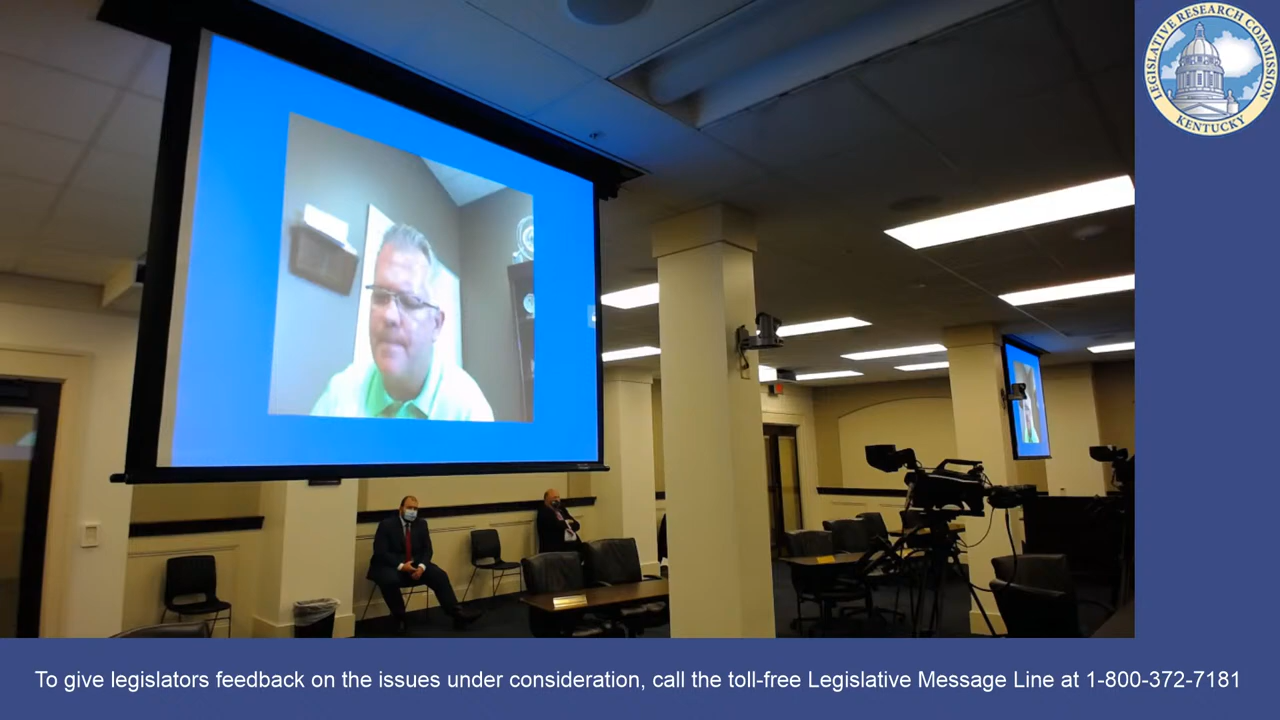 LEGISLATIVE RESEARCH COMMISSION
KENTUCKY
To give legislators feedback on the issues under consideration, call the toll-free Legislative Message Line at 1-800-372-7181